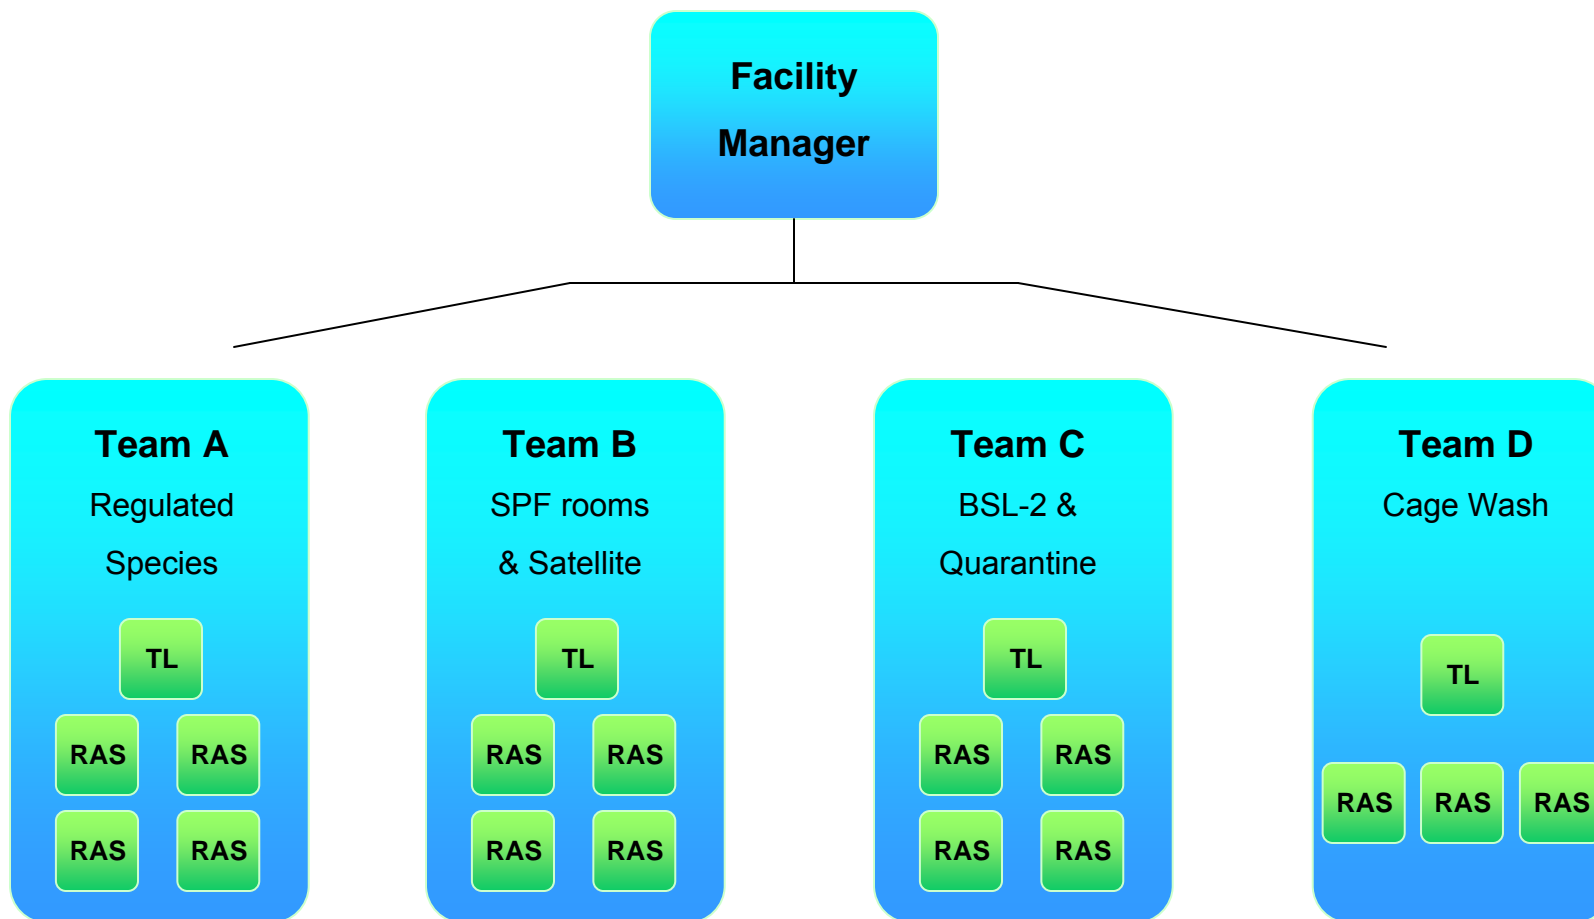 Facility
Manager
Team A
Regulated
Species
TL
RAS RAS
RAS RAS
Team B
SPF rooms
& Satellite
TL
RAS RAS
RAS RAS
Team C
BSL-2 &
Quarantine
TL
RAS RAS
RAS RAS
Team D
Cage Wash
TL
RAS RAS RAS